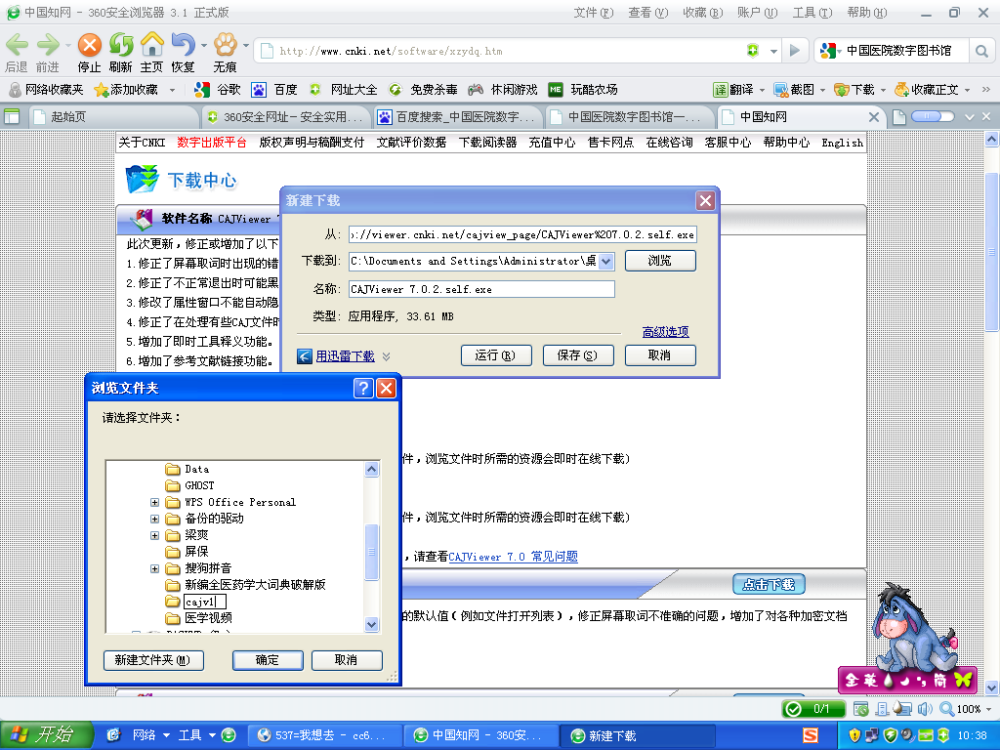 中国知网 - 360安全浏览器 3.1 正式版
文件(F) 查看(V) 收藏(B) 账户(U) 工具(T) 帮助(H)
后退 前进 停止 刷新 主页 恢复 无痕
http://www.cnki.net/software/xzydq.htm
中国医院数字图书馆
网络收藏夹 添加收藏 谷歌 百度 网址大全 免费杀毒 休闲游戏 玩酷农场 翻译 截图 下载 收藏正文
起始页 360安全网址－安全实用... 百度搜索_中国医院数字... 中国医院数字图书馆—... 中国知网
关于CNKI 数字出版平台 版权声明与稿酬支付 文献评价数据 下载阅读器 充值中心 售卡网点 在线咨询 客服中心 帮助中心 English
下载中心
软件名称 CAJViewer 7
此次更新，修正或增加了以下
1.修正了屏幕取词时出现的错
2.修正了不正常退出时可能黑
3.修改了属性窗口不能自动隐
4.修正了在处理有些CAJ文件时
5.增加了即时工具释义功能。
6.增加了参考文献链接功能。
新建下载
从: ://viewer.cnki.net/cajview_page/CAJViewer%207.0.2.self.exe
下载到: C:\Documents and Settings\Administrator\桌
浏览
名称: CAJViewer 7.0.2.self.exe
类型: 应用程序, 33.61 MB
高级选项
用迅雷下载
运行(R) 保存(S) 取消
浏览文件夹
请选择文件夹：
Data
GHOST
WPS Office Personal
备份的驱动
梁爽
屏保
搜狗拼音
新编全医药学大词典破解版
cajv1
医学视频
新建文件夹(M) 确定 取消
件，浏览文件时所需的资源会即时在线下载）
件，浏览文件时所需的资源会即时在线下载）
，请查看CAJViewer 7.0 常见问题
点击下载
的默认值（例如文件打开列表），修正屏幕取词不准确的问题，增加了对各种加密文档
全 英 简
0/1
100%
开始 网络 工具 537=我想去 - cc6... 中国知网 - 360安... 新建下载
10:38